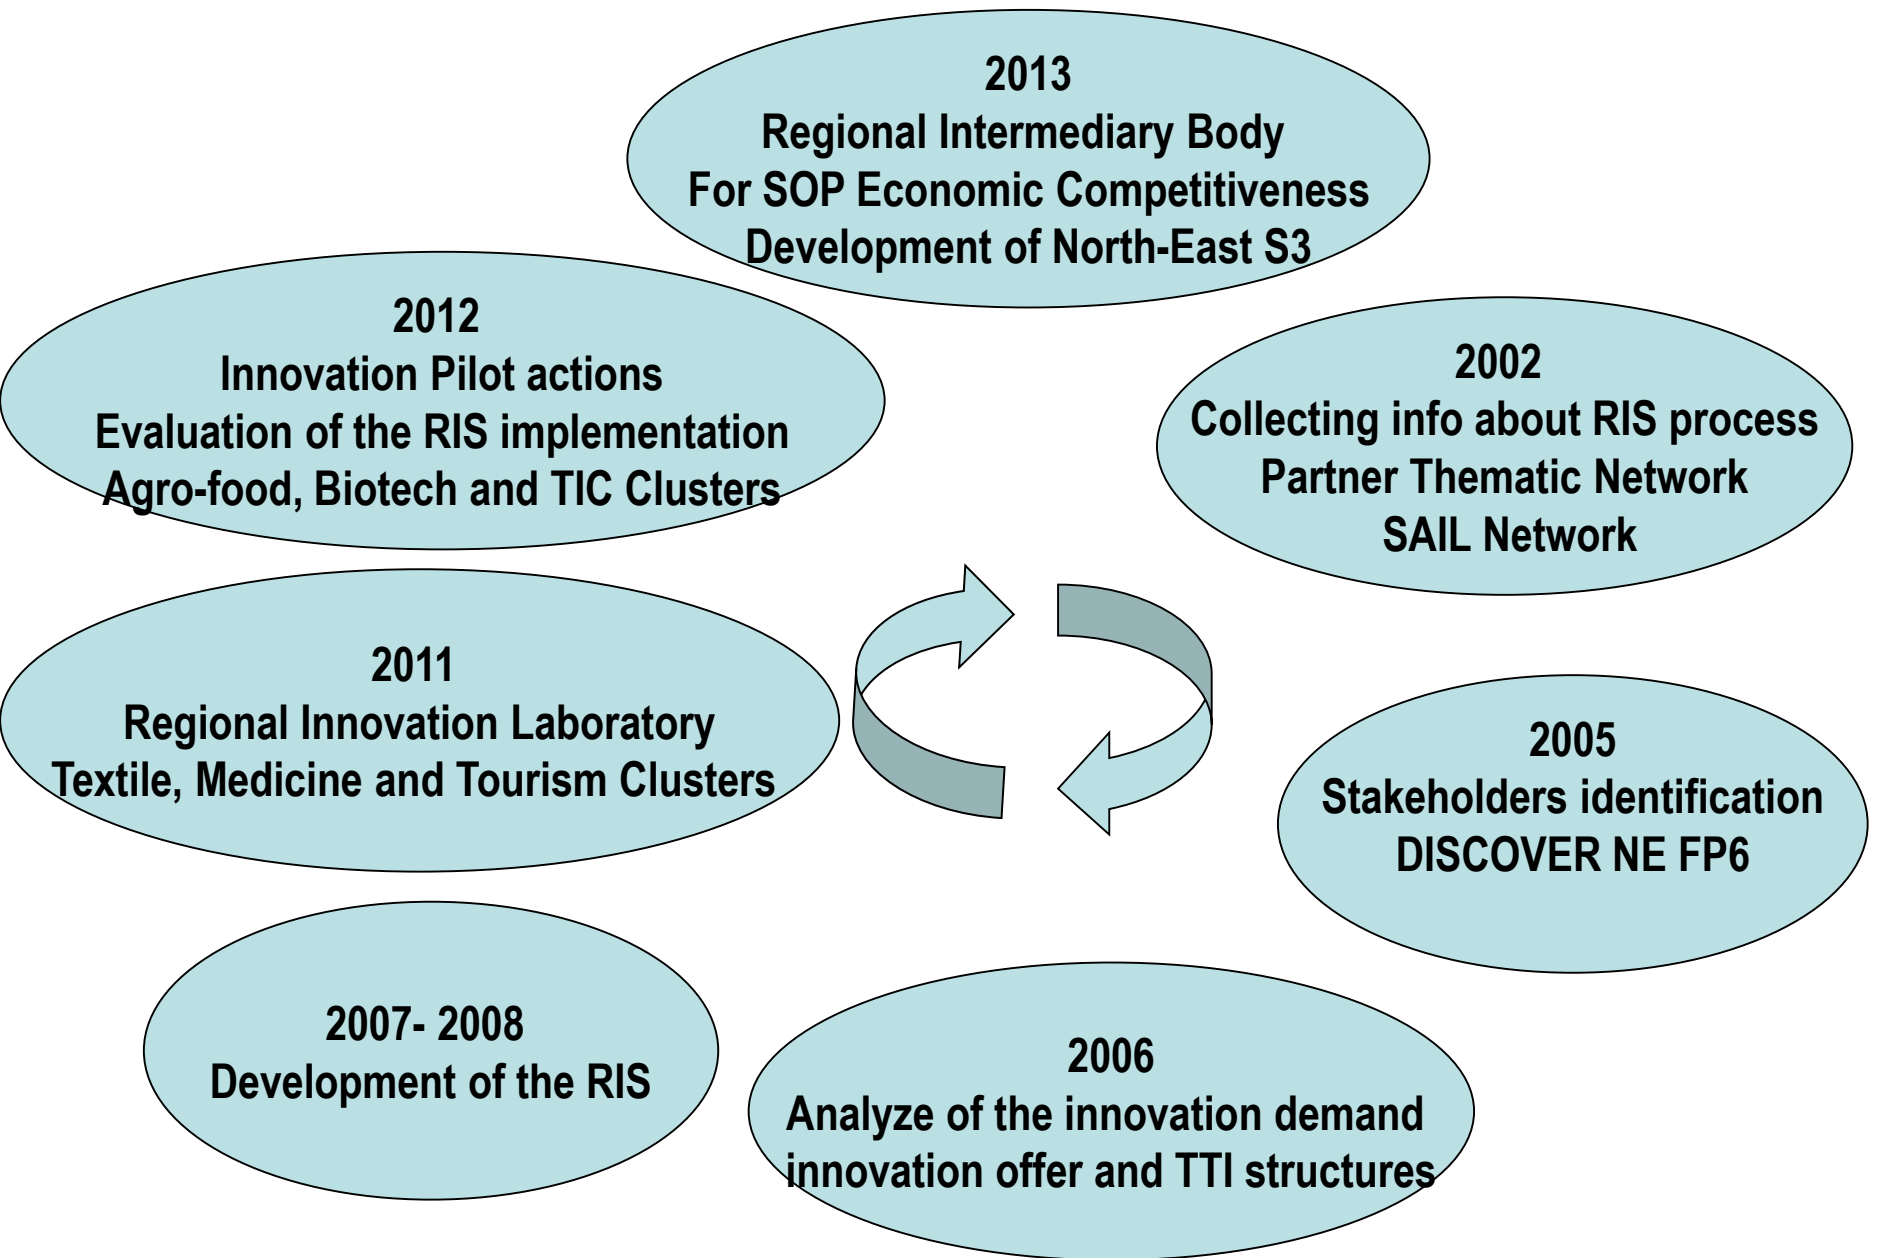 2013
Regional Intermediary Body
For SOP Economic Competitiveness
Development of North-East S3
2012
Innovation Pilot actions
Evaluation of the RIS implementation
Agro-food, Biotech and TIC Clusters
2002
Collecting info about RIS process
Partner Thematic Network
SAIL Network
2011
Regional Innovation Laboratory
Textile, Medicine and Tourism Clusters
2005
Stakeholders identification
DISCOVER NE FP6
2007- 2008
Development of the RIS
2006
Analyze of the innovation demand
innovation offer and TTI structures